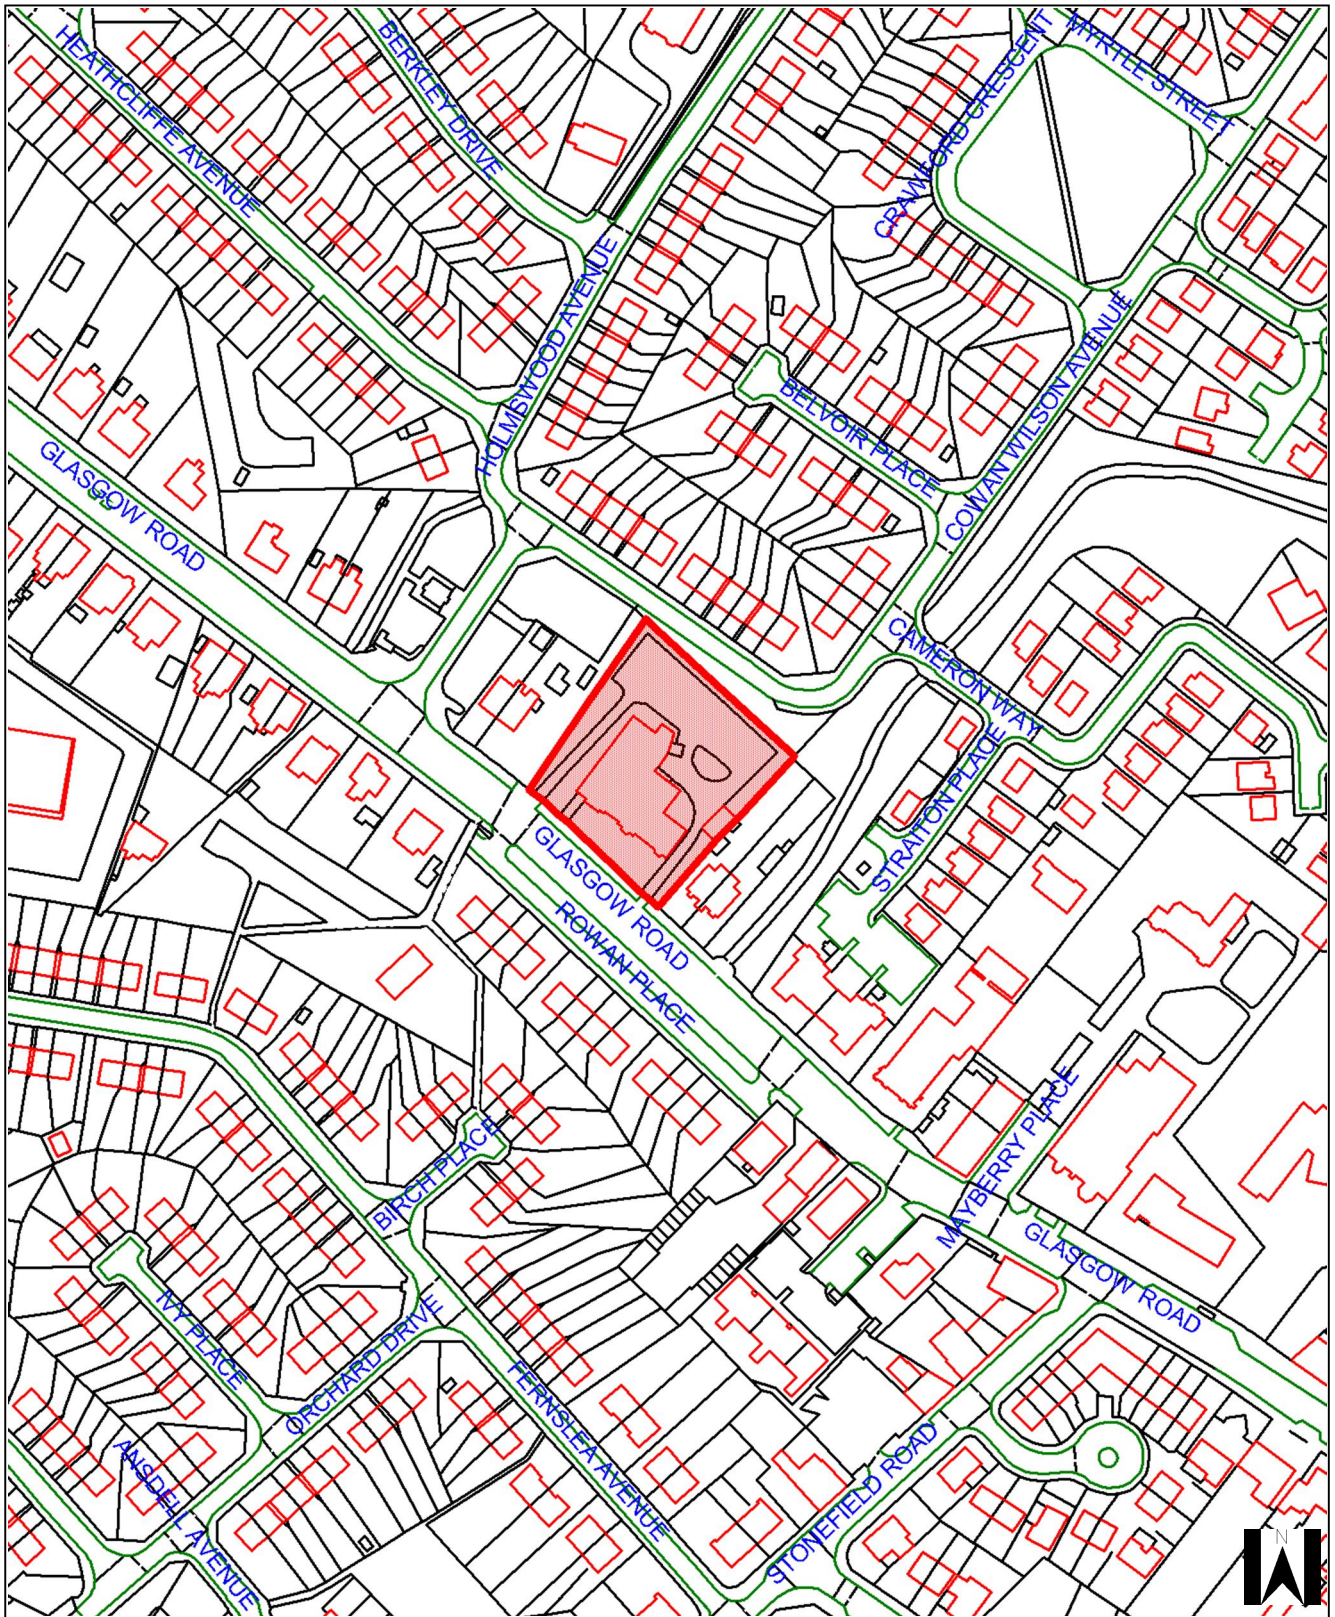 HEATHCLIFFE AVENUE
BERKLEY DRIVE
CRAWFORD CRESCENT
MYRTLE STREET
HOLMSWOOD AVENUE
BELVOIR PLACE
COWAN WILSON AVENUE
GLASGOW ROAD
CAMERON WAY
STRAITON PLACE
GLASGOW ROAD
ROWAN PLACE
MAYBERRY PLACE
BIRCH PLACE
GLASGOW ROAD
IVY PLACE
ORCHARD DRIVE
FERNSLEA AVENUE
ANSDELL AVENUE
STONEFIELD ROAD
N